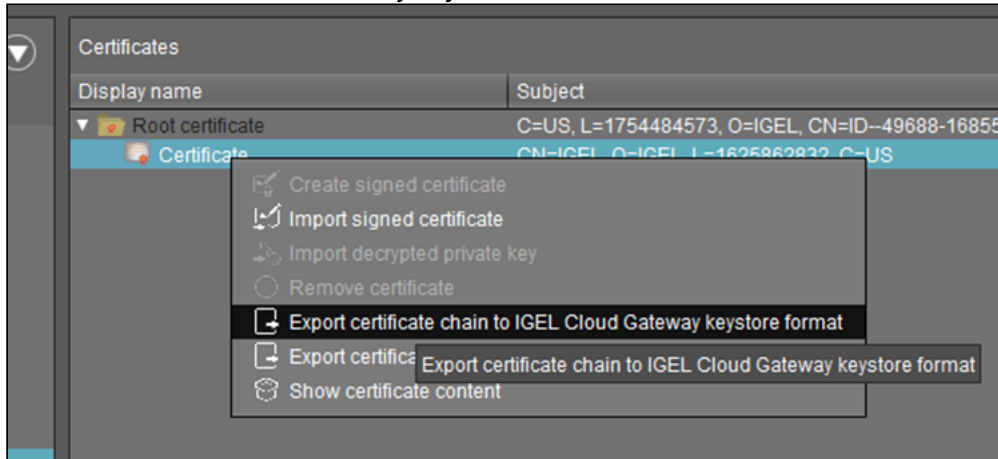 Certificates
Display name Subject
Root certificate C=US, L=1754484573, O=IGEL, CN=ID--49688-16855
Certificate CN=IGEL, O=IGEL, L=1625862832, C=US
Create signed certificate
Import signed certificate
Import decrypted private key
Remove certificate
Export certificate chain to IGEL Cloud Gateway keystore format
Export certifica
Export certificate chain to IGEL Cloud Gateway keystore format
Show certificate content